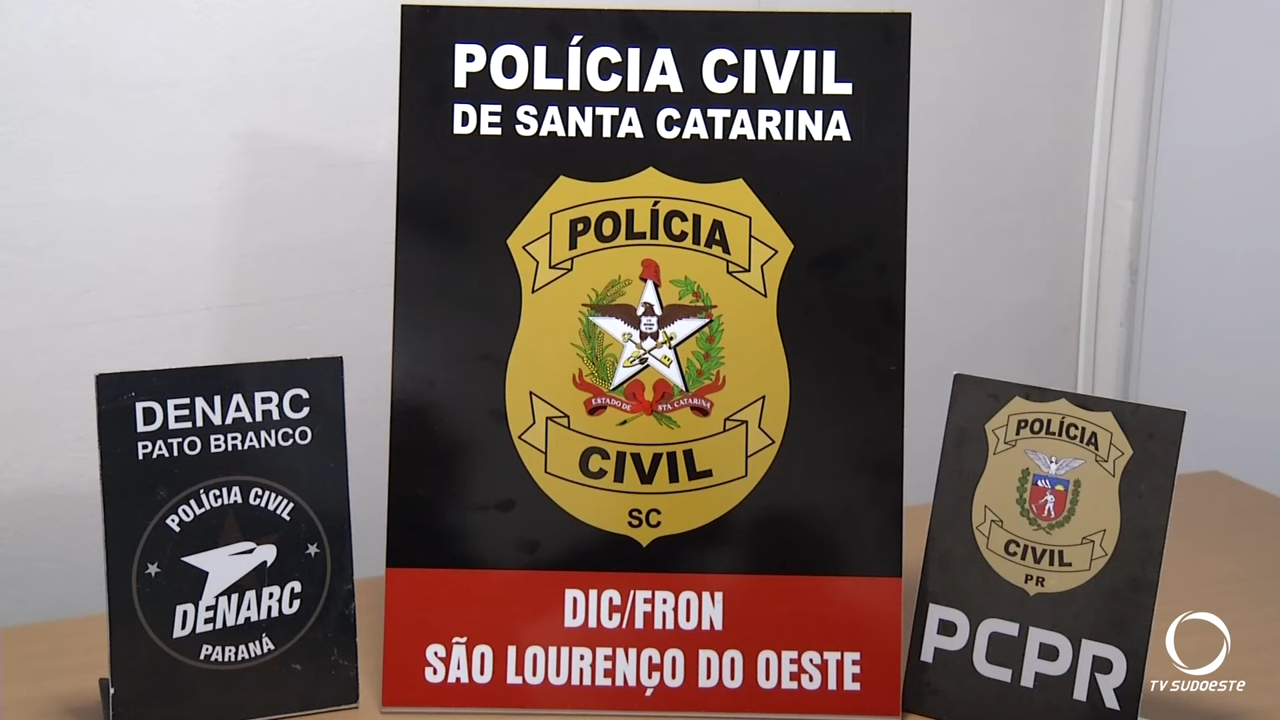 POLÍCIA CIVIL
DE SANTA CATARINA
POLÍCIA
ESTADO DE STA. CATARINA
CIVIL
SC
DIC/FRON
SÃO LOURENÇO DO OESTE
DENARC
PATO BRANCO
POLÍCIA CIVIL
DENARC
PARANÁ
POLÍCIA
CIVIL
PR
PCPR
TV SUDOESTE